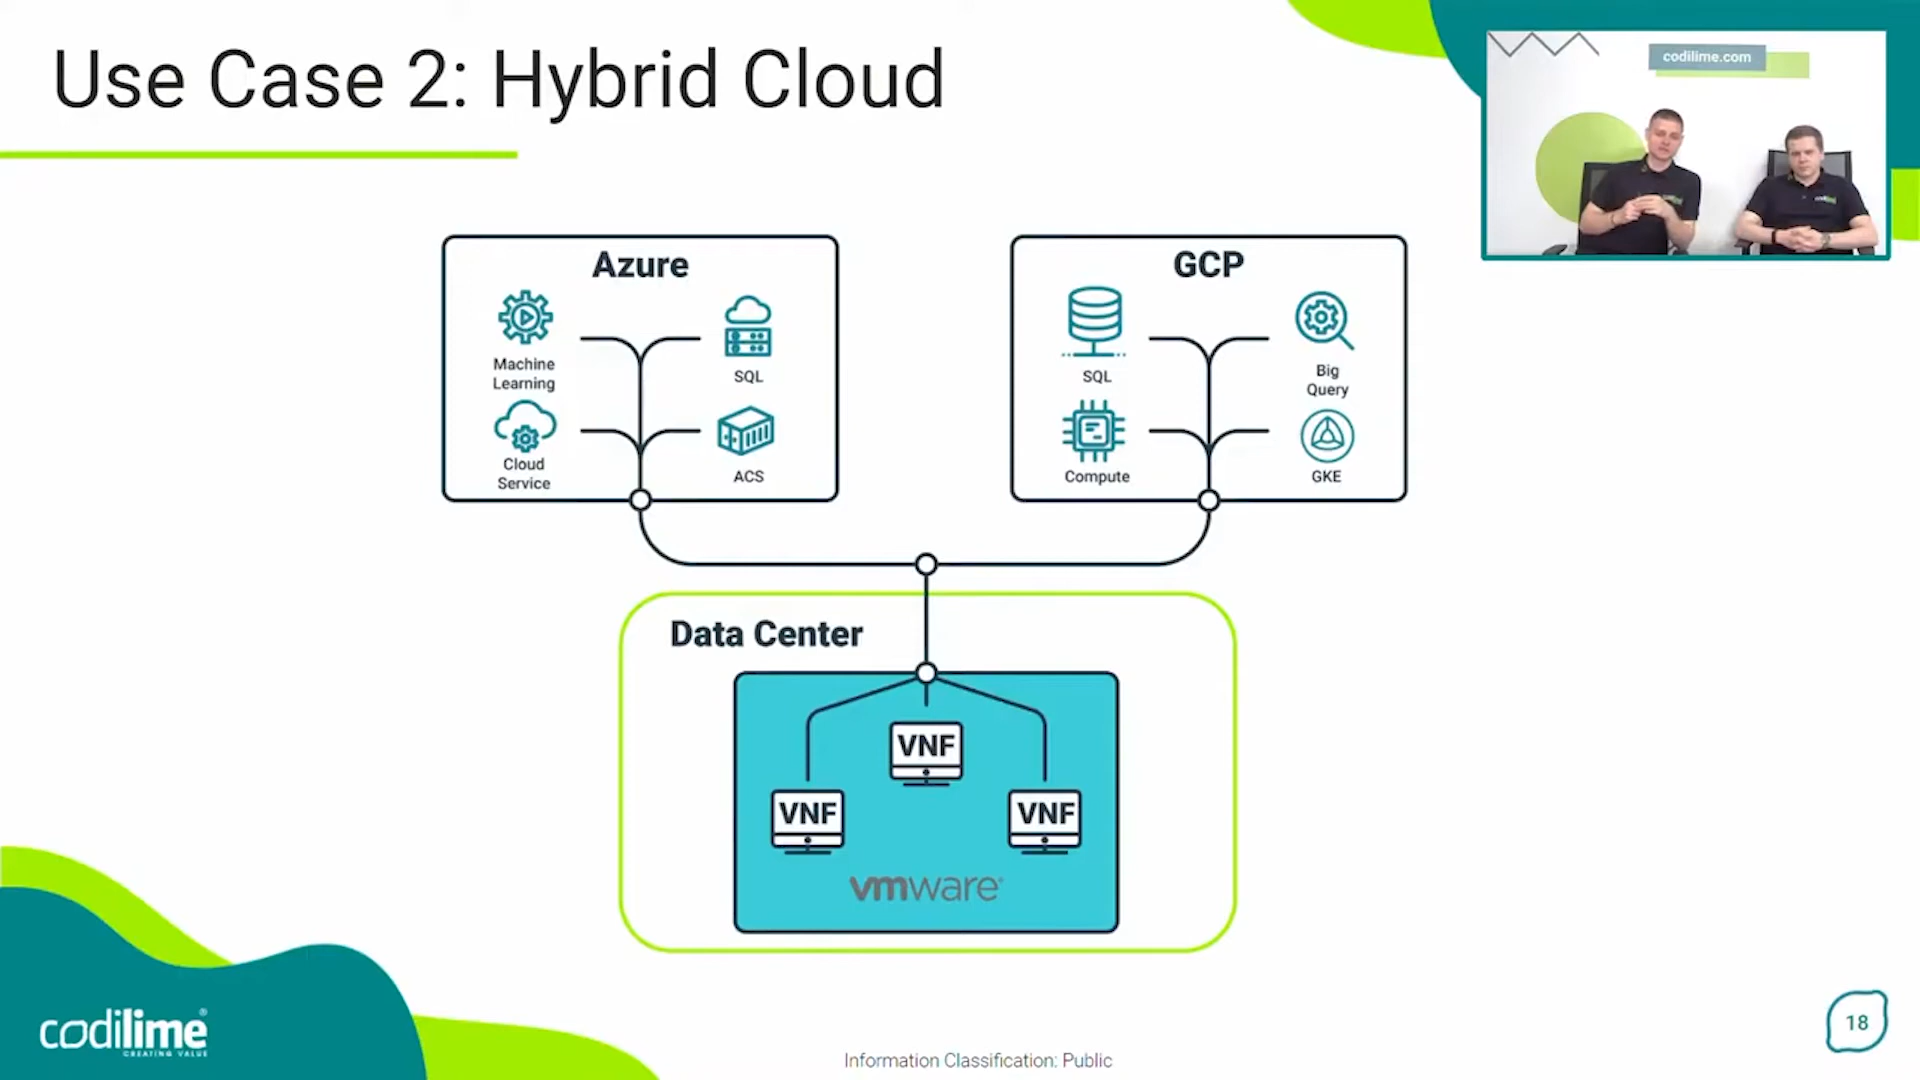 Use Case 2: Hybrid Cloud
codilime.com
Azure
Machine
Learning
SQL
Cloud
Service
ACS
GCP
SQL
Big
Query
Compute
GKE
Data Center
VNF
VNF
VNF
vmware®
codilime®
CREATING VALUE
Information Classification: Public
18